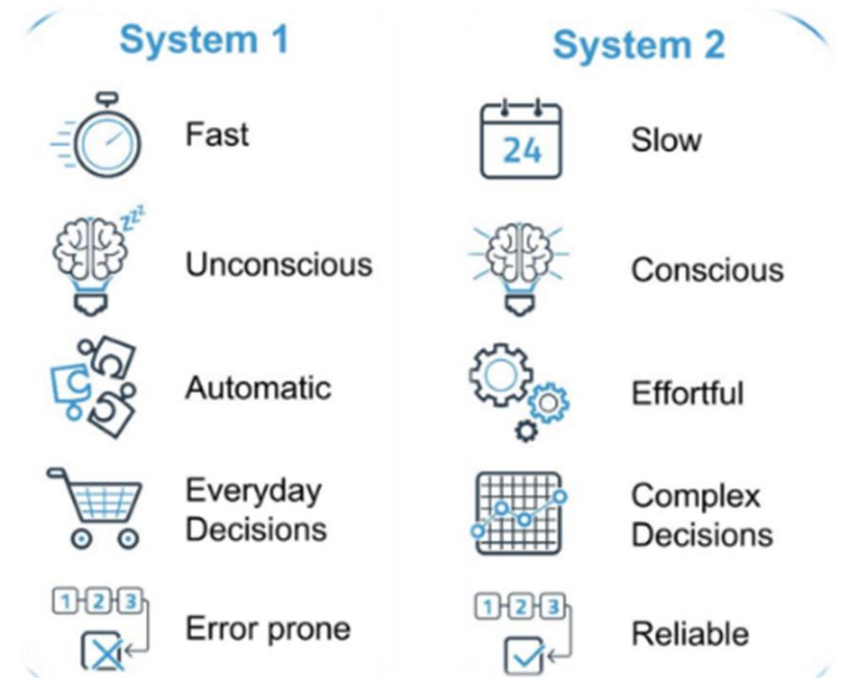 System 1
Fast
zzz
Unconscious
Automatic
Everyday
Decisions
1 2 3
Error prone
System 2
24
Slow
Conscious
Effortful
Complex
Decisions
1 2 3
Reliable